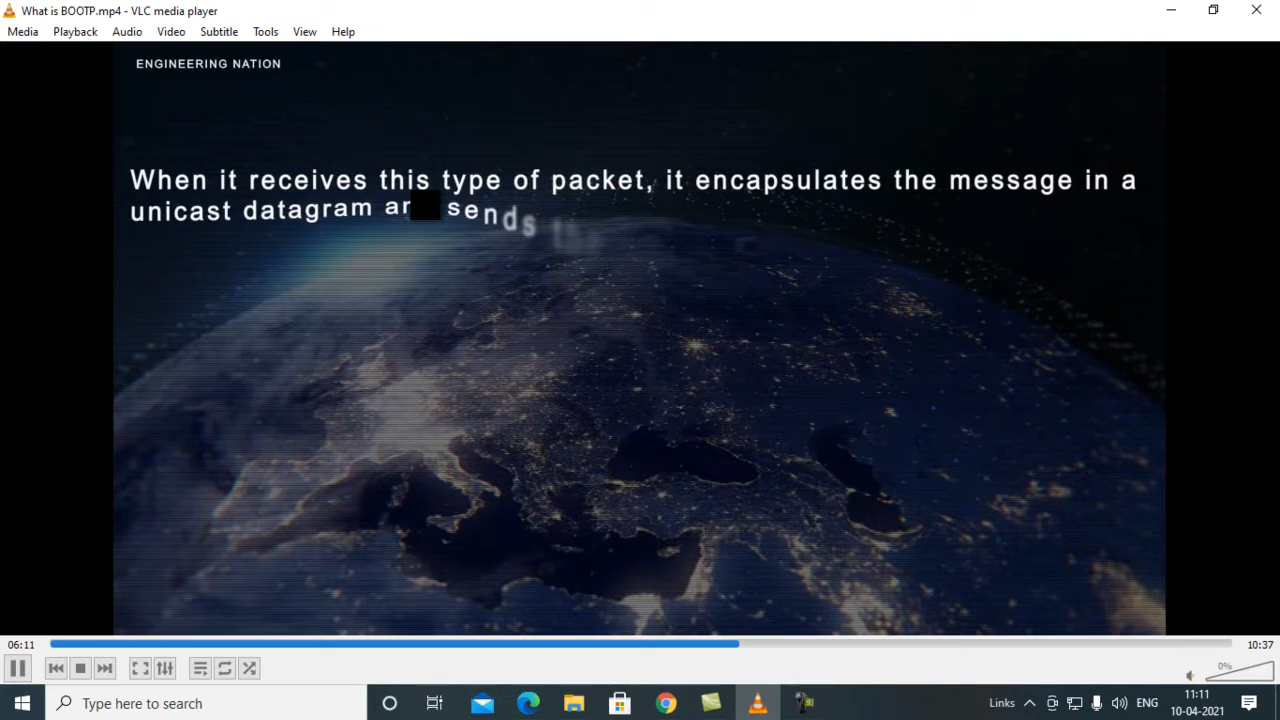 What is BOOTP.mp4 - VLC media player
Media Playback Audio Video Subtitle Tools View Help
ENGINEERING NATION
When it receives this type of packet, it encapsulates the message in a
unicast datagram sends
06:11 10:37
0%
Type here to search
Links ENG
11:11
10-04-2021